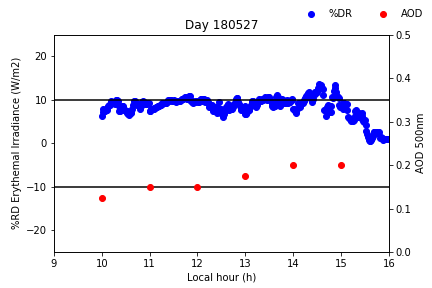 %DR AOD
Day 180527
%RD Erythemal Irradiance (W/m2)
20
10
0
−10
−20
0.5
0.4
0.3
0.2
0.1
0.0
AOD 500nm
9 10 11 12 13 14 15 16
Local hour (h)